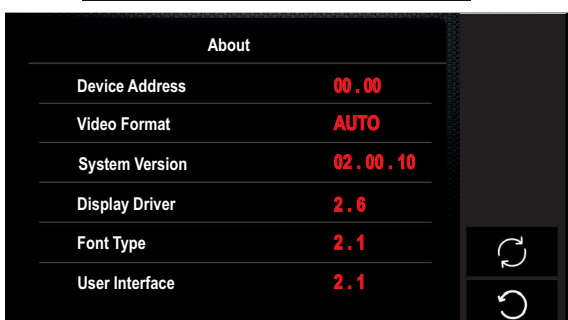 About
Device Address 00 . 00
Video Format AUTO
System Version 02 . 00 . 10
Display Driver 2 . 6
Font Type 2 . 1
User Interface 2 . 1